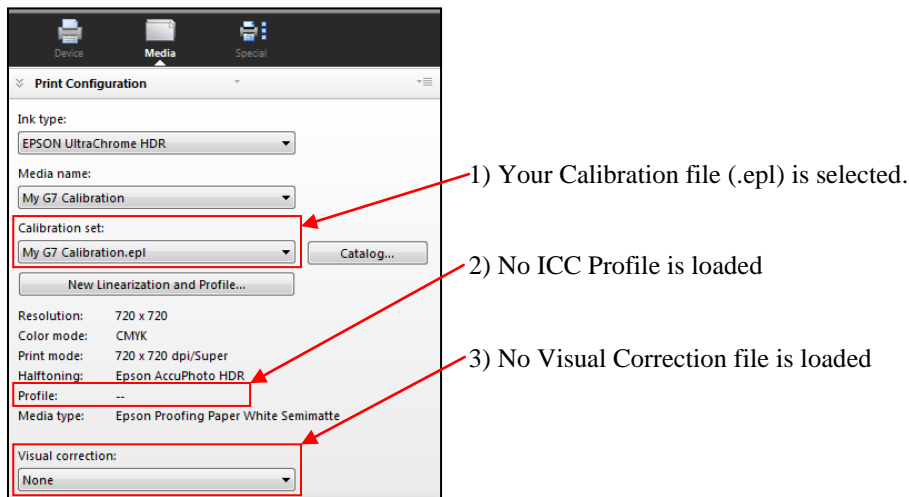 Device Media Special
Print Configuration
Ink type:
EPSON UltraChrome HDR
Media name:
My G7 Calibration
Calibration set:
My G7 Calibration.epl Catalog...
New Linearization and Profile...
Resolution: 720 x 720
Color mode: CMYK
Print mode: 720 x 720 dpi/Super
Halftoning: Epson AccuPhoto HDR
Profile: --
Media type: Epson Proofing Paper White Semimatte
Visual correction:
None
1) Your Calibration file (.epl) is selected.
2) No ICC Profile is loaded
3) No Visual Correction file is loaded